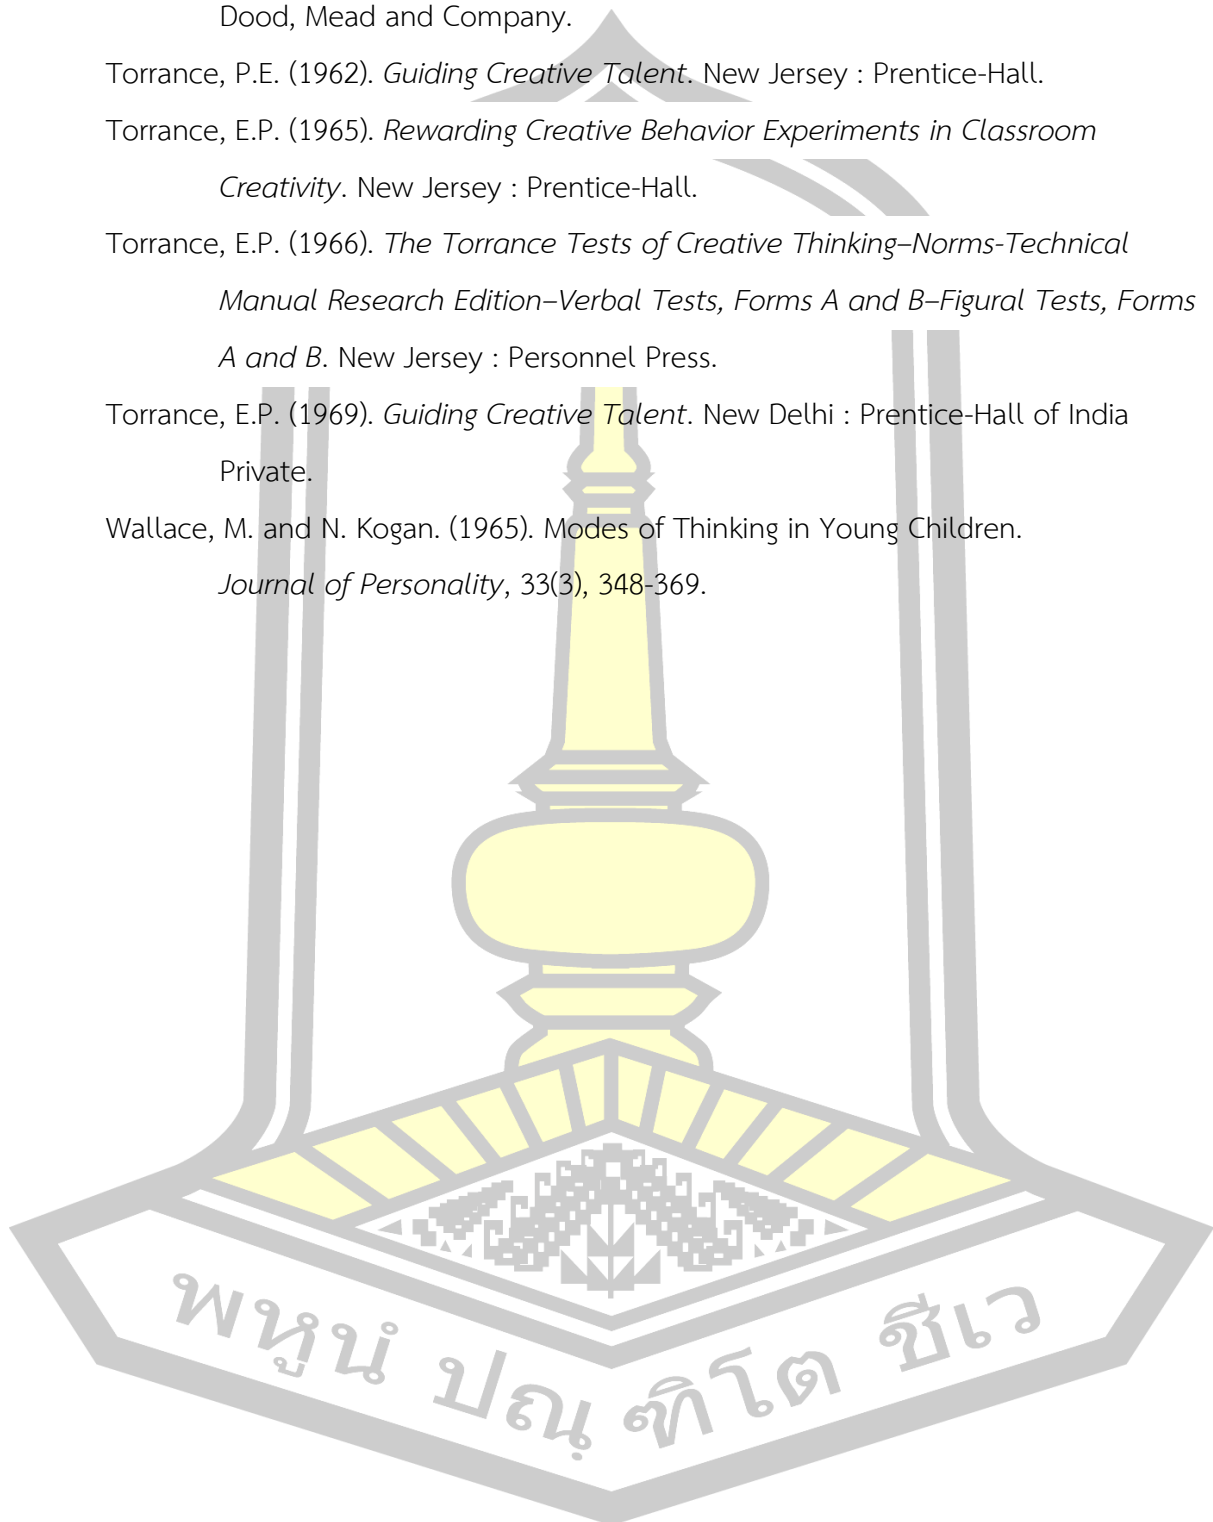 Dood, Mead and Company.
Torrance, P.E. (1962). Guiding Creative Talent. New Jersey : Prentice-Hall.
Torrance, E.P. (1965). Rewarding Creative Behavior Experiments in Classroom
Creativity. New Jersey : Prentice-Hall.
Torrance, E.P. (1966). The Torrance Tests of Creative Thinking–Norms-Technical
Manual Research Edition–Verbal Tests, Forms A and B–Figural Tests, Forms
A and B. New Jersey : Personnel Press.
Torrance, E.P. (1969). Guiding Creative Talent. New Delhi : Prentice-Hall of India
Private.
Wallace, M. and N. Kogan. (1965). Modes of Thinking in Young Children.
Journal of Personality, 33(3), 348-369.
พหูนํ ปณฺ ฑิโต ชีเว